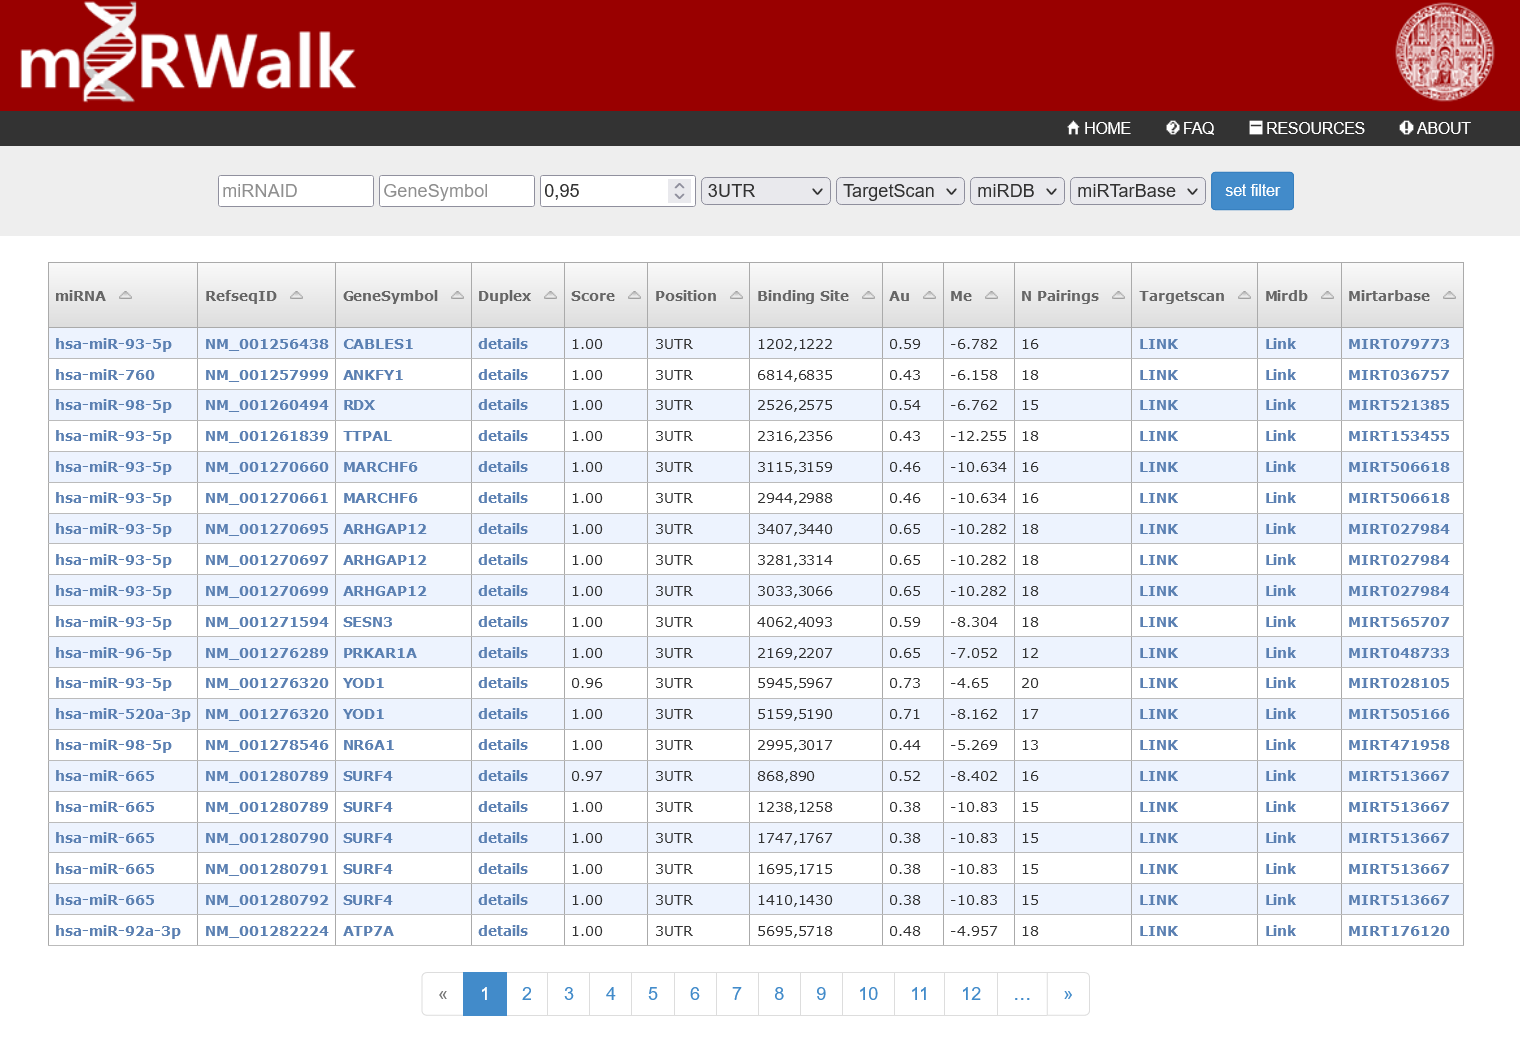 miRWalk
HOME FAQ RESOURCES ABOUT
miRNAID GeneSymbol 0,95 3UTR TargetScan miRDB miRTarBase set filter
miRNA RefseqID GeneSymbol Duplex Score Position Binding Site Au Me N Pairings Targetscan Mirdb Mirtarbase
hsa-miR-93-5p NM_001256438 CABLES1 details 1.00 3UTR 1202,1222 0.59 -6.782 16 LINK Link MIRT079773
hsa-miR-760 NM_001257999 ANKFY1 details 1.00 3UTR 6814,6835 0.43 -6.158 18 LINK Link MIRT036757
hsa-miR-98-5p NM_001260494 RDX details 1.00 3UTR 2526,2575 0.54 -6.762 15 LINK Link MIRT521385
hsa-miR-93-5p NM_001261839 TTPAL details 1.00 3UTR 2316,2356 0.43 -12.255 18 LINK Link MIRT153455
hsa-miR-93-5p NM_001270660 MARCHF6 details 1.00 3UTR 3115,3159 0.46 -10.634 16 LINK Link MIRT506618
hsa-miR-93-5p NM_001270661 MARCHF6 details 1.00 3UTR 2944,2988 0.46 -10.634 16 LINK Link MIRT506618
hsa-miR-93-5p NM_001270695 ARHGAP12 details 1.00 3UTR 3407,3440 0.65 -10.282 18 LINK Link MIRT027984
hsa-miR-93-5p NM_001270697 ARHGAP12 details 1.00 3UTR 3281,3314 0.65 -10.282 18 LINK Link MIRT027984
hsa-miR-93-5p NM_001270699 ARHGAP12 details 1.00 3UTR 3033,3066 0.65 -10.282 18 LINK Link MIRT027984
hsa-miR-93-5p NM_001271594 SESN3 details 1.00 3UTR 4062,4093 0.59 -8.304 18 LINK Link MIRT565707
hsa-miR-96-5p NM_001276289 PRKAR1A details 1.00 3UTR 2169,2207 0.65 -7.052 12 LINK Link MIRT048733
hsa-miR-93-5p NM_001276320 YOD1 details 0.96 3UTR 5945,5967 0.73 -4.65 20 LINK Link MIRT028105
hsa-miR-520a-3p NM_001276320 YOD1 details 1.00 3UTR 5159,5190 0.71 -8.162 17 LINK Link MIRT505166
hsa-miR-98-5p NM_001278546 NR6A1 details 1.00 3UTR 2995,3017 0.44 -5.269 13 LINK Link MIRT471958
hsa-miR-665 NM_001280789 SURF4 details 0.97 3UTR 868,890 0.52 -8.402 16 LINK Link MIRT513667
hsa-miR-665 NM_001280789 SURF4 details 1.00 3UTR 1238,1258 0.38 -10.83 15 LINK Link MIRT513667
hsa-miR-665 NM_001280790 SURF4 details 1.00 3UTR 1747,1767 0.38 -10.83 15 LINK Link MIRT513667
hsa-miR-665 NM_001280791 SURF4 details 1.00 3UTR 1695,1715 0.38 -10.83 15 LINK Link MIRT513667
hsa-miR-665 NM_001280792 SURF4 details 1.00 3UTR 1410,1430 0.38 -10.83 15 LINK Link MIRT513667
hsa-miR-92a-3p NM_001282224 ATP7A details 1.00 3UTR 5695,5718 0.48 -4.957 18 LINK Link MIRT176120
« 1 2 3 4 5 6 7 8 9 10 11 12 ... »